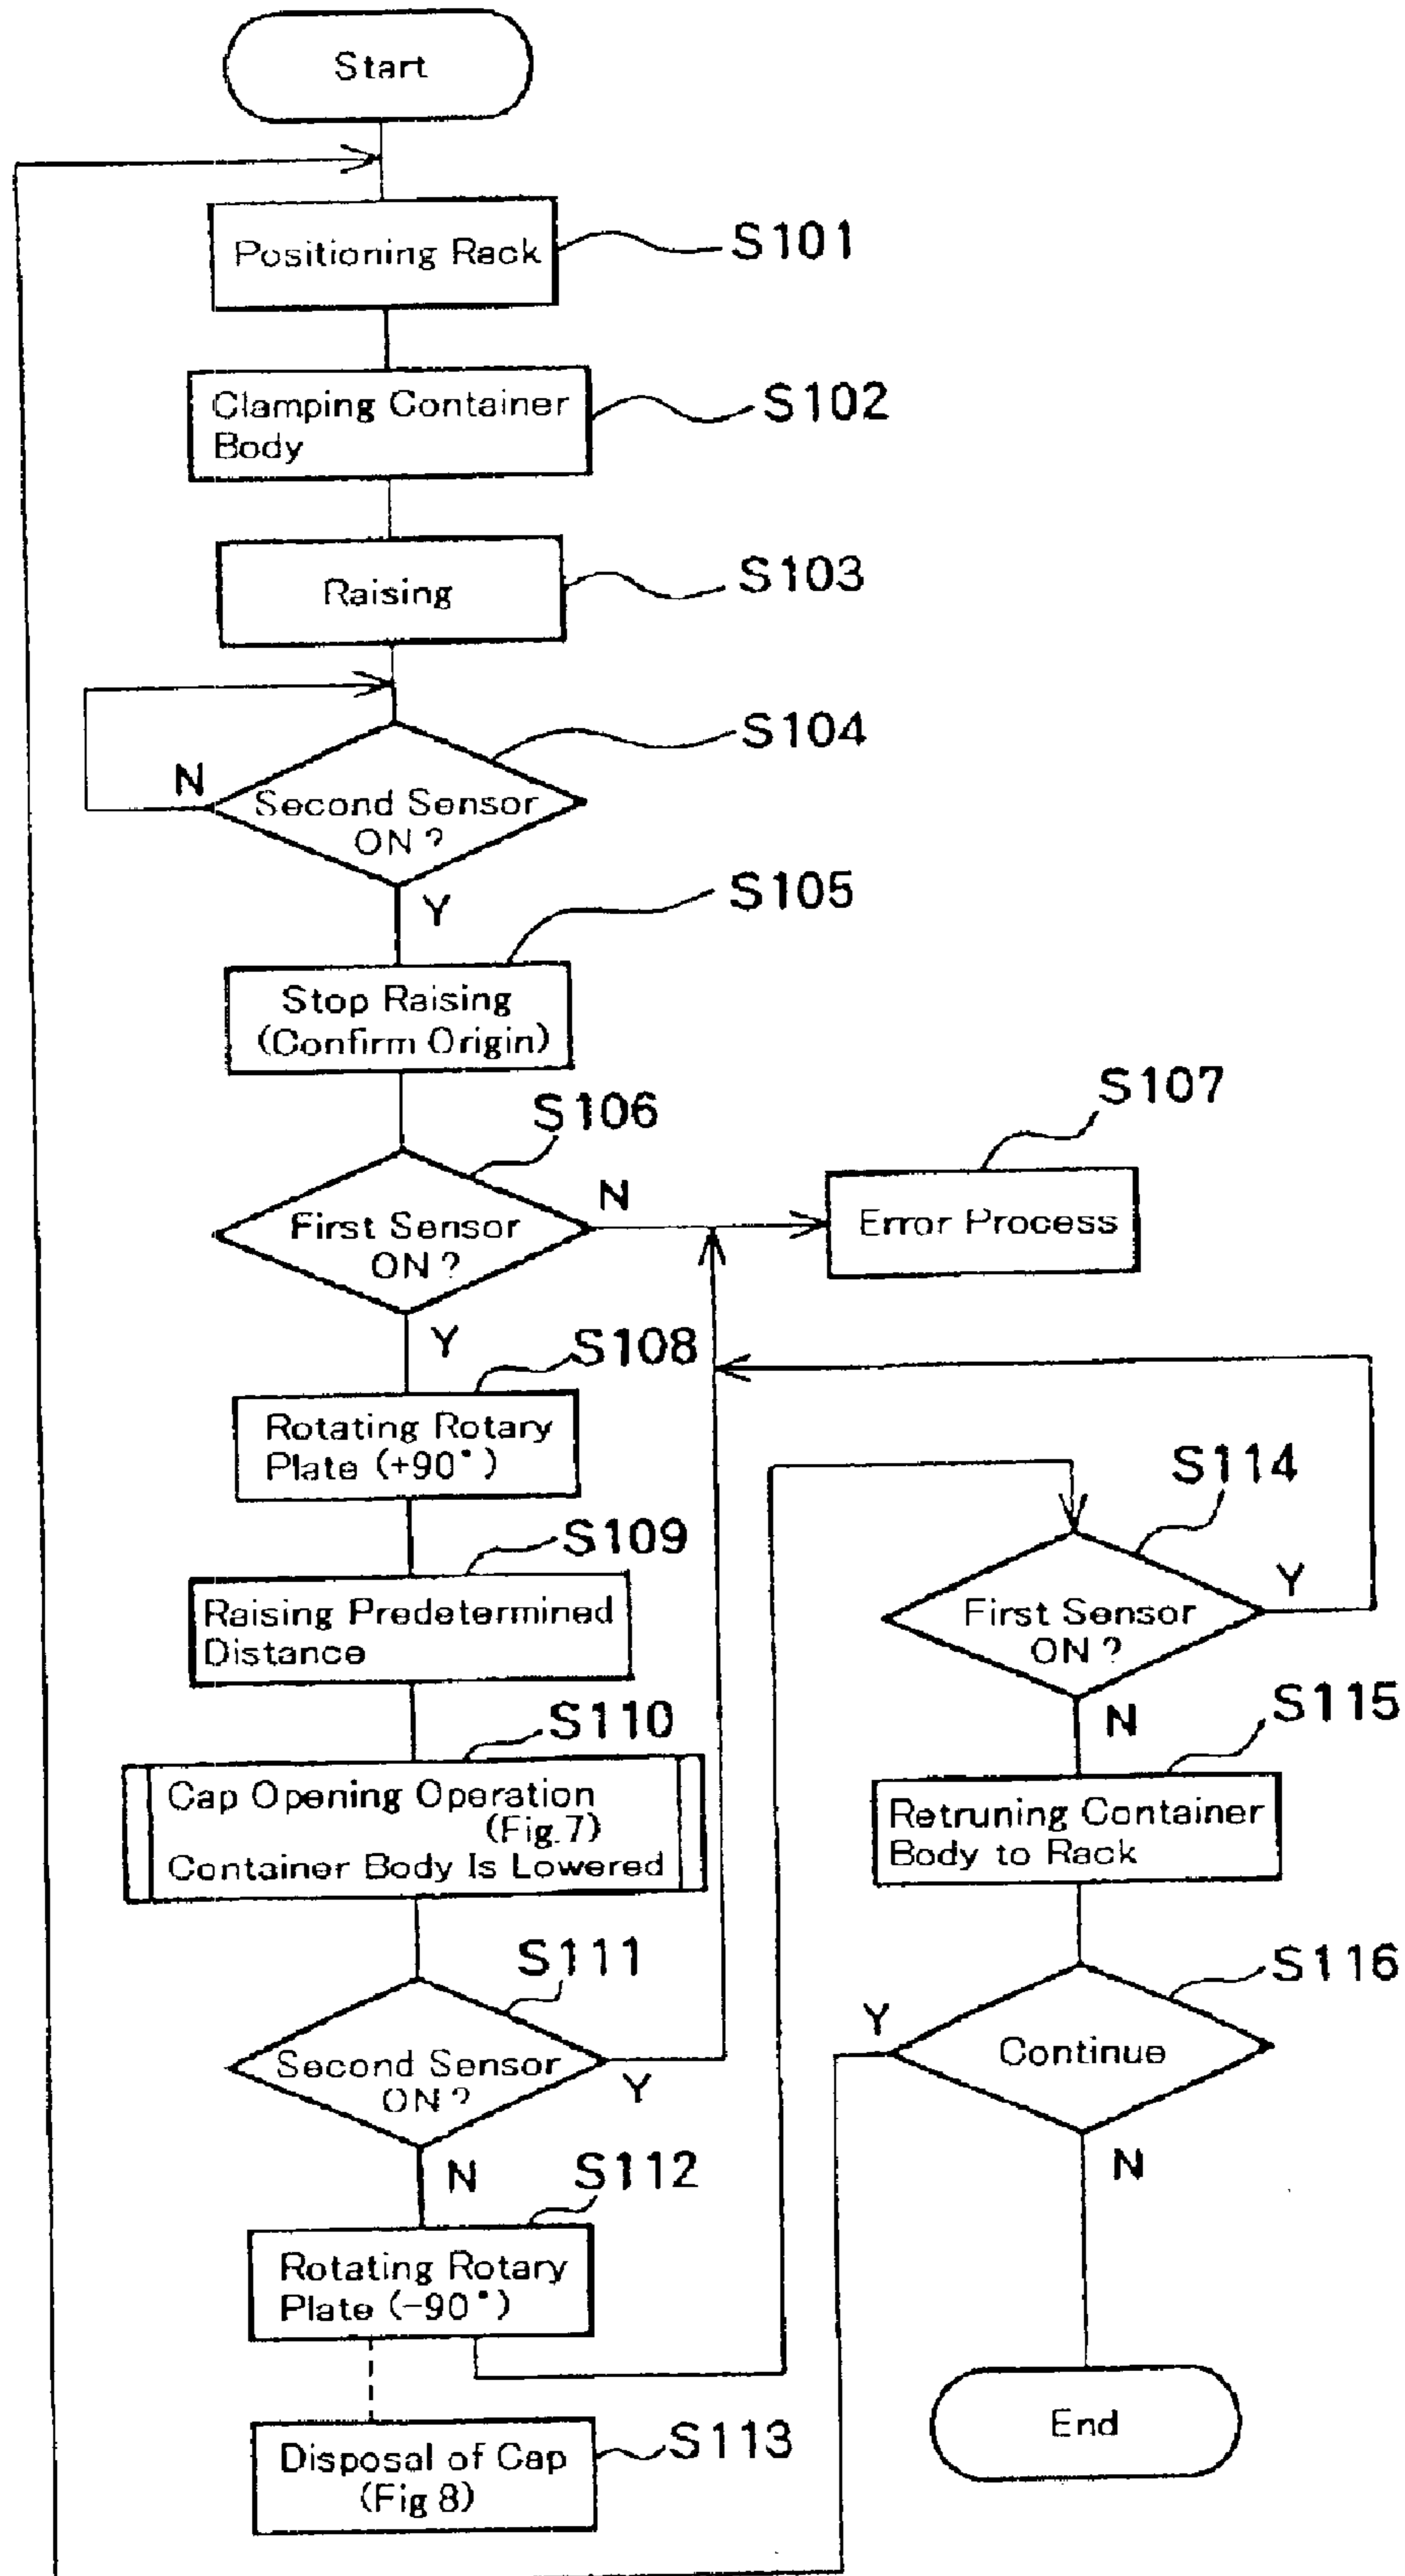 Start
Positioning Rack
S101
Clamping Container
Body
S102
Raising
S103
S104
N
Second Sensor
ON?
Y
S105
Stop Raising
(Confirm Origin)
S106
First Sensor
ON?
N
S107
Error Process
Y
S108
Rotating Rotary
Plate (+90°)
S109
Raising Predetermined
Distance
S110
Cap Opening Operation
(Fig.7)
Container Body Is Lowered
S111
Second Sensor
ON?
Y
N
S112
Rotating Rotary
Plate (-90°)
Disposal of Cap
(Fig 8)
S113
S114
First Sensor
ON?
Y
N
S115
Retruning Container
Body to Rack
S116
Y
Continue
N
End